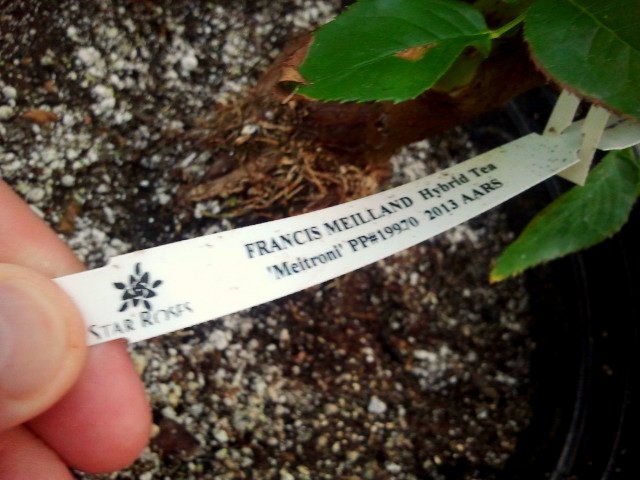 FRANCIS MEILLAND Hybrid Tea
'Meitroni' PP#19970 2013 AARS
STAR ROSES